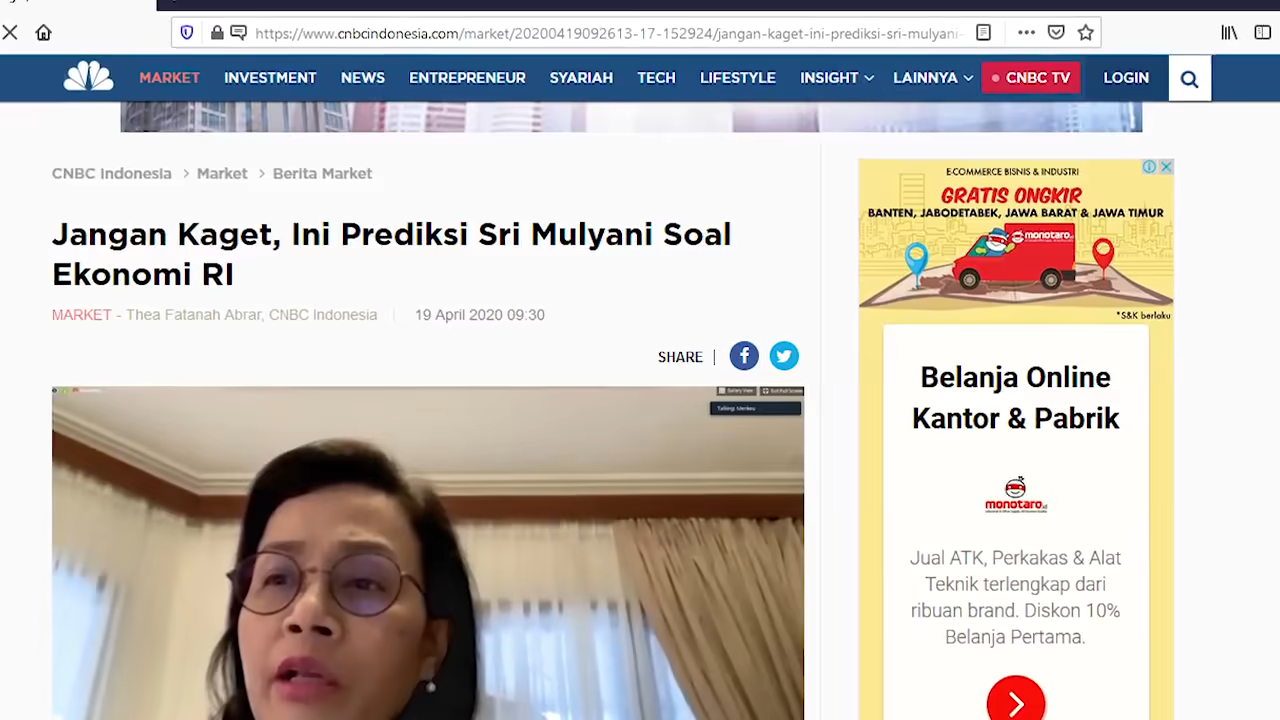 https://www.cnbcindonesia.com/market/20200419092613-17-152924/jangan-kaget-ini-prediksi-sri-mulyani-
MARKET INVESTMENT NEWS ENTREPRENEUR SYARIAH TECH LIFESTYLE INSIGHT LAINNYA CNBC TV LOGIN
CNBC Indonesia > Market > Berita Market
Jangan Kaget, Ini Prediksi Sri Mulyani Soal
Ekonomi RI
MARKET - Thea Fatanah Abrar, CNBC Indonesia | 19 April 2020 09:30
SHARE |
E-COMMERCE BISNIS & INDUSTRI
GRATIS ONGKIR
BANTEN, JABODETABEK, JAWA BARAT & JAWA TIMUR
monotaro.id
*S&K berlaku
Belanja Online
Kantor & Pabrik
monotaro.id
Jual ATK, Perkakas & Alat
Teknik terlengkap dari
ribuan brand. Diskon 10%
Belanja Pertama.